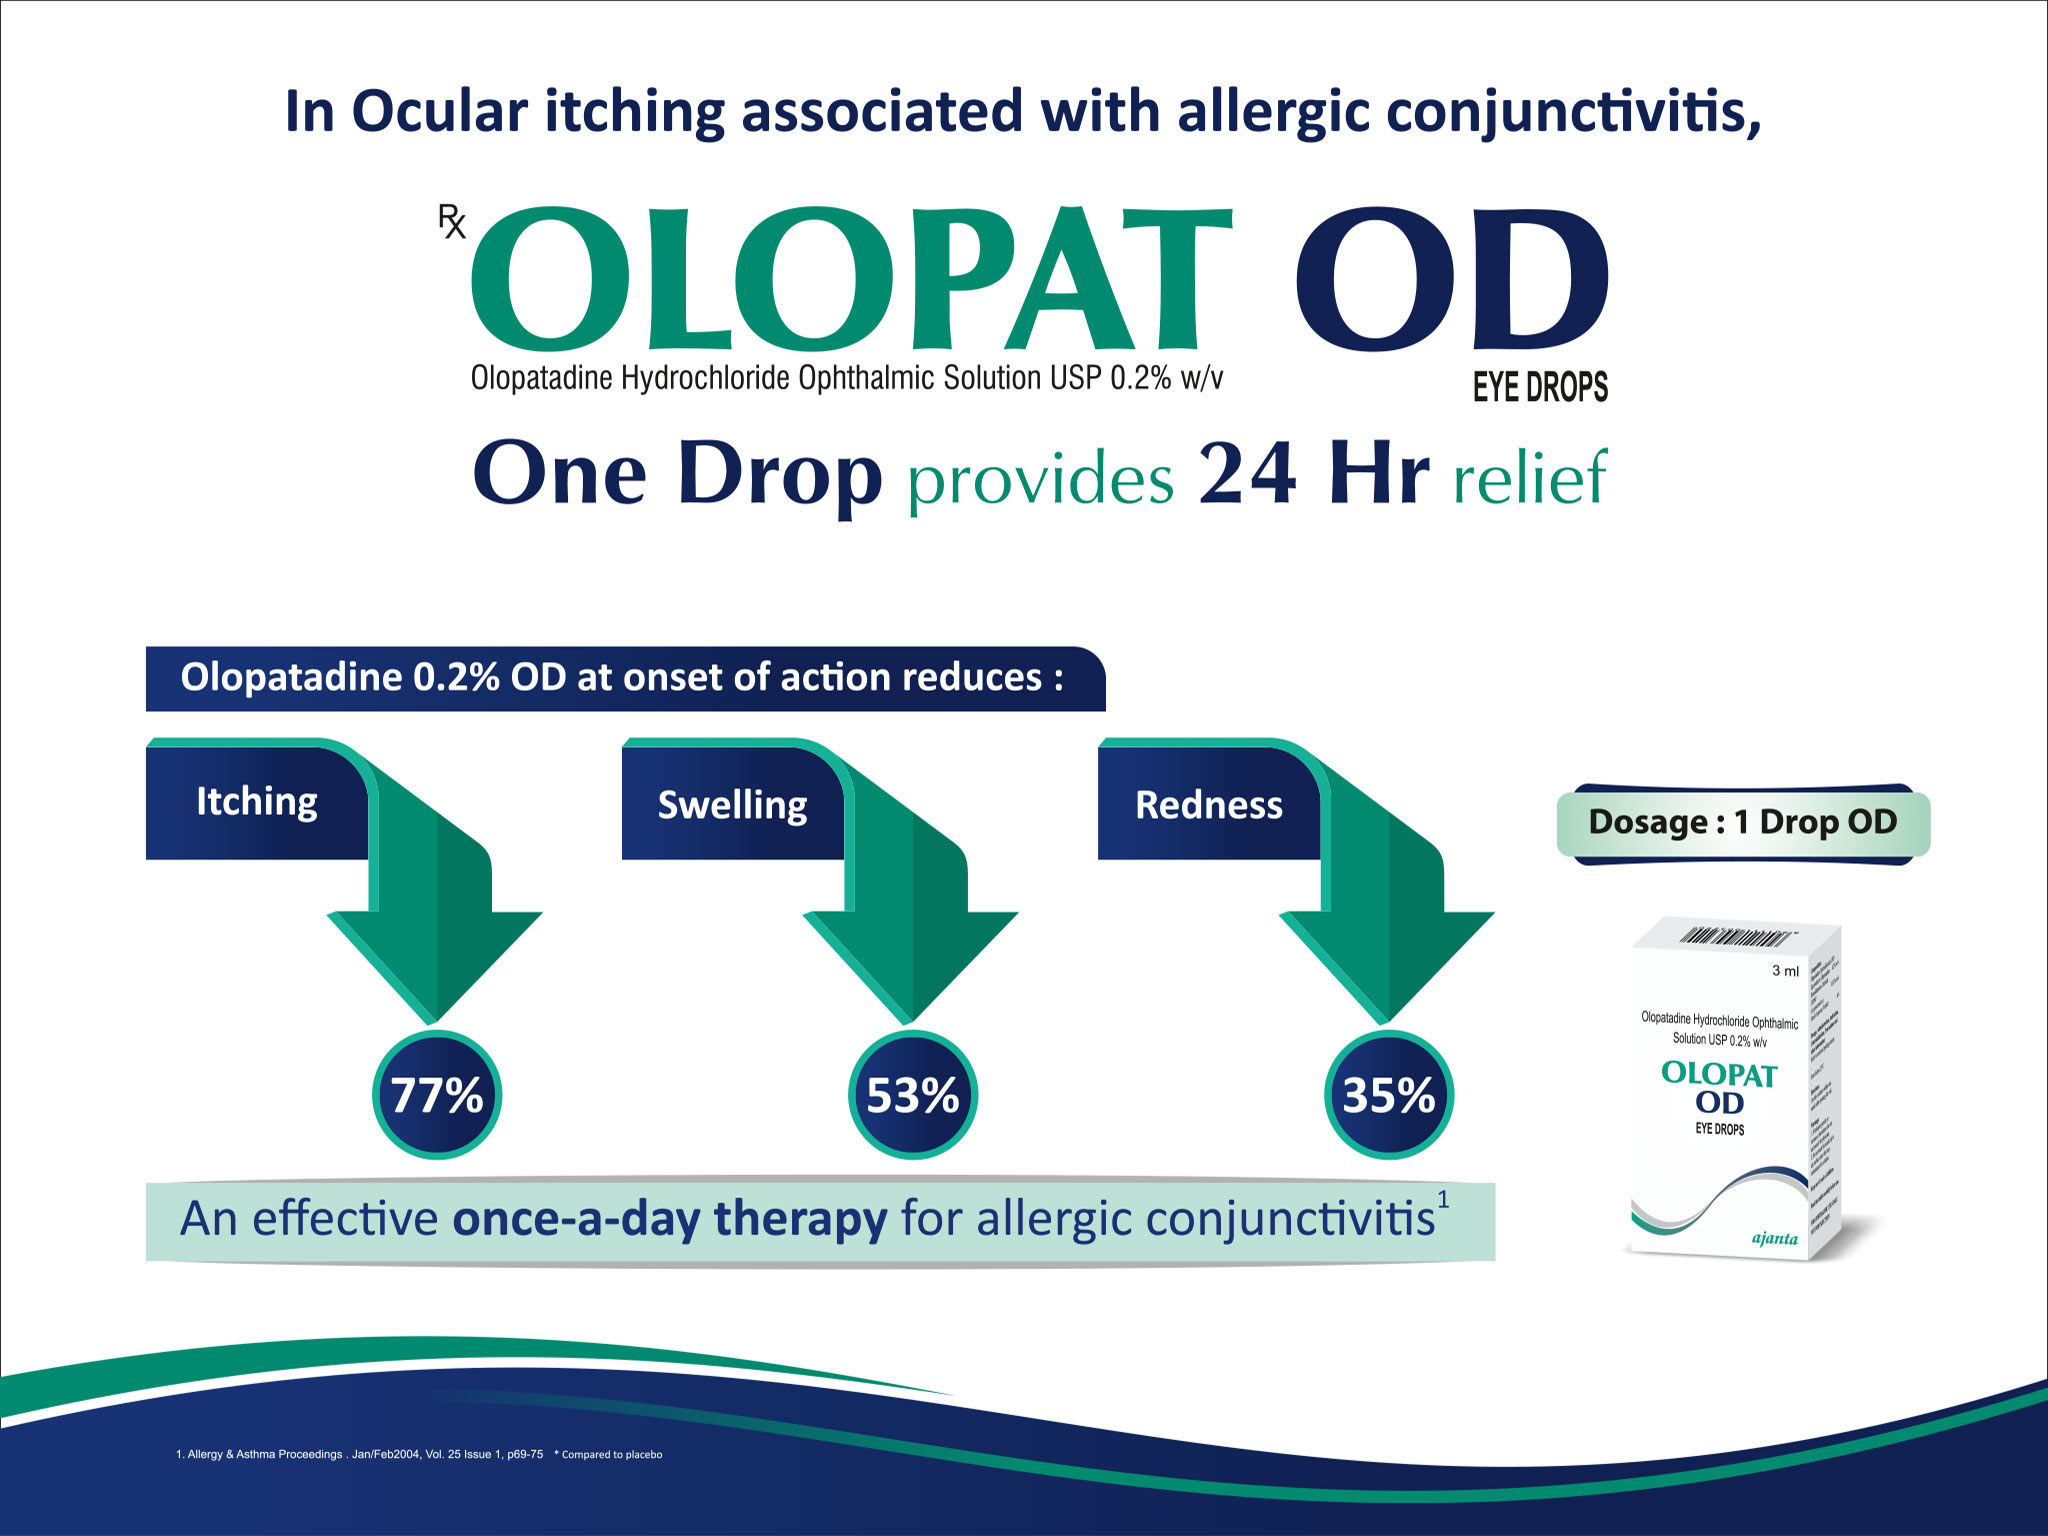 In Ocular itching associated with allergic conjunctivitis,
Rx OLOPAT OD
Olopatadine Hydrochloride Ophthalmic Solution USP 0.2% w/v
EYE DROPS
One Drop provides 24 Hr relief
Olopatadine 0.2% OD at onset of action reduces :
Itching
Swelling
Redness
77%
53%
35%
An effective once-a-day therapy for allergic conjunctivitis1
Dosage : 1 Drop OD
3 ml
Olopatadine Hydrochloride Ophthalmic
Solution USP 0.2% w/v
OLOPAT
OD
EYE DROPS
ajanta
1. Allergy & Asthma Proceedings . Jan/Feb2004, Vol. 25 Issue 1, p69-75 * Compared to placebo